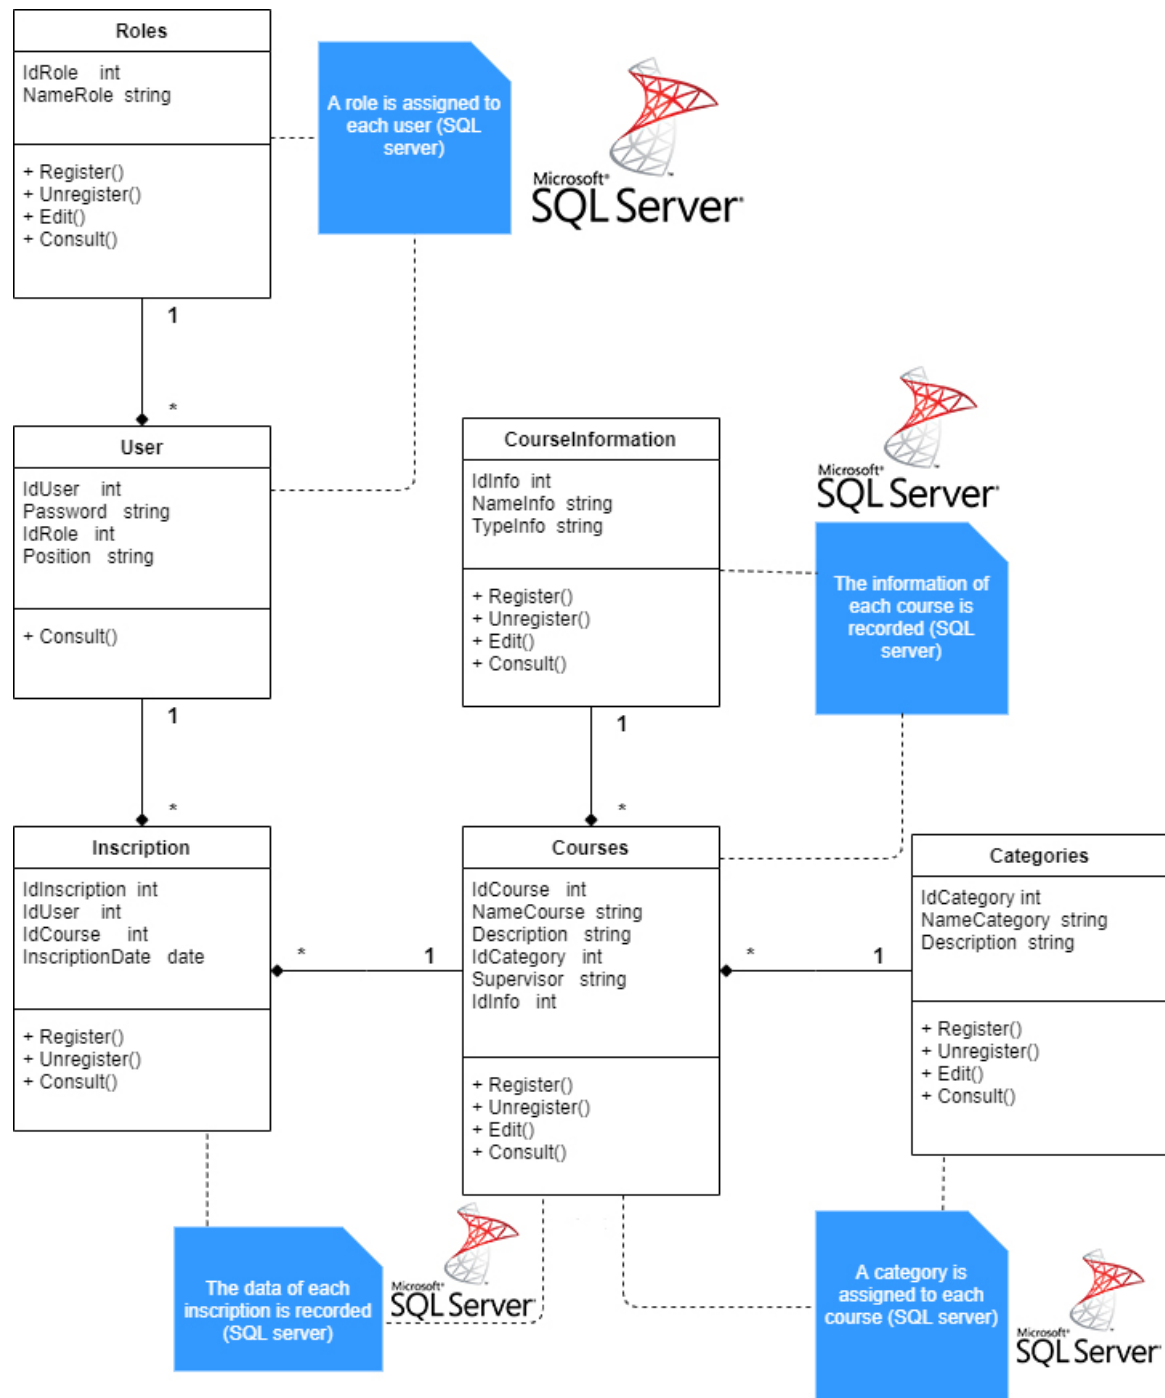 Roles
IdRole int
NameRole string
+ Register()
+ Unregister()
+ Edit()
+ Consult()
A role is assigned to
each user (SQL
server)
Microsoft®
SQL Server®
1
*
User
IdUser int
Password string
IdRole int
Position string
+ Consult()
1
*
CourseInformation
IdInfo int
NameInfo string
TypeInfo string
+ Register()
+ Unregister()
+ Edit()
+ Consult()
1
*
Microsoft®
SQL Server®
The information of
each course is
recorded (SQL
server)
Inscription
IdInscription int
IdUser int
IdCourse int
InscriptionDate date
+ Register()
+ Unregister()
+ Consult()
*
1
Courses
IdCourse int
NameCourse string
Description string
IdCategory int
Supervisor string
IdInfo int
+ Register()
+ Unregister()
+ Edit()
+ Consult()
*
1
Categories
IdCategory int
NameCategory string
Description string
+ Register()
+ Unregister()
+ Edit()
+ Consult()
The data of each
inscription is recorded
(SQL server)
Microsoft®
SQL Server®
A category is
assigned to each
course (SQL server)
Microsoft®
SQL Server®